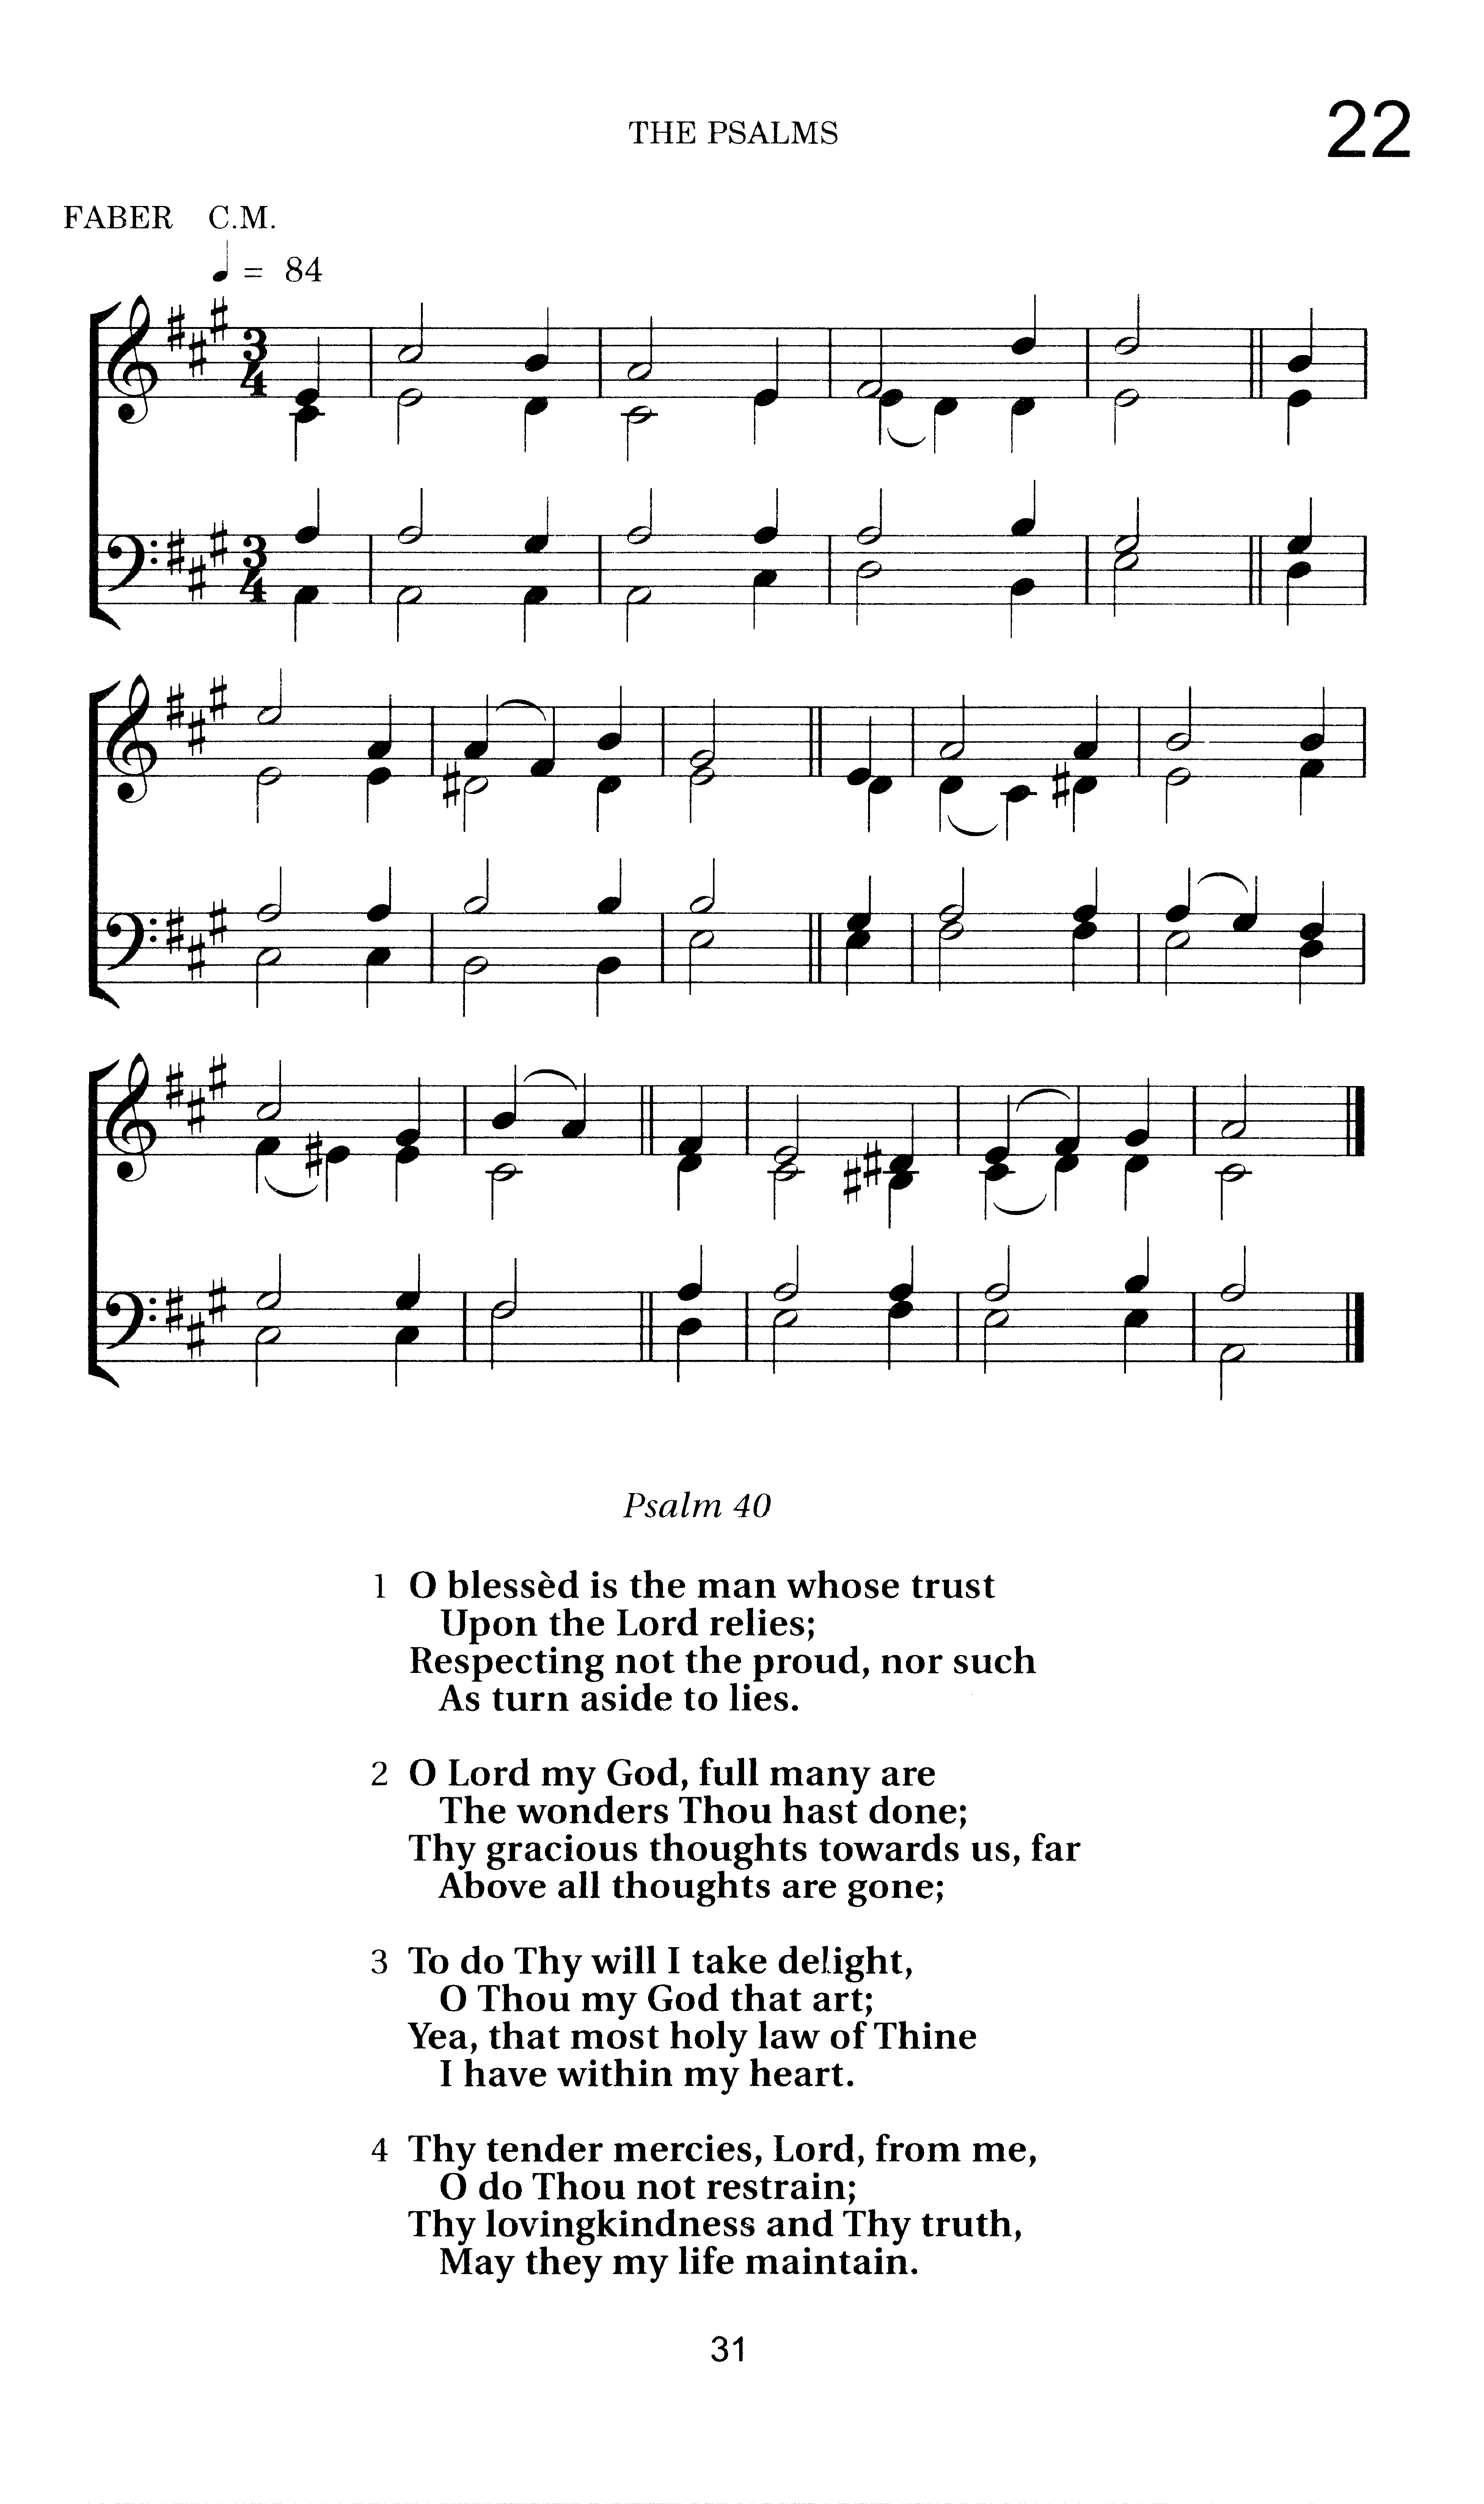 THE PSALMS
22
FABER C.M.
♩ = 84
3
4
3
4
Psalm 40
1 O blessèd is the man whose trust
Upon the Lord relies;
Respecting not the proud, nor such
As turn aside to lies.
2 O Lord my God, full many are
The wonders Thou hast done;
Thy gracious thoughts towards us, far
Above all thoughts are gone;
3 To do Thy will I take delight,
O Thou my God that art;
Yea, that most holy law of Thine
I have within my heart.
4 Thy tender mercies, Lord, from me,
O do Thou not restrain;
Thy lovingkindness and Thy truth,
May they my life maintain.
31